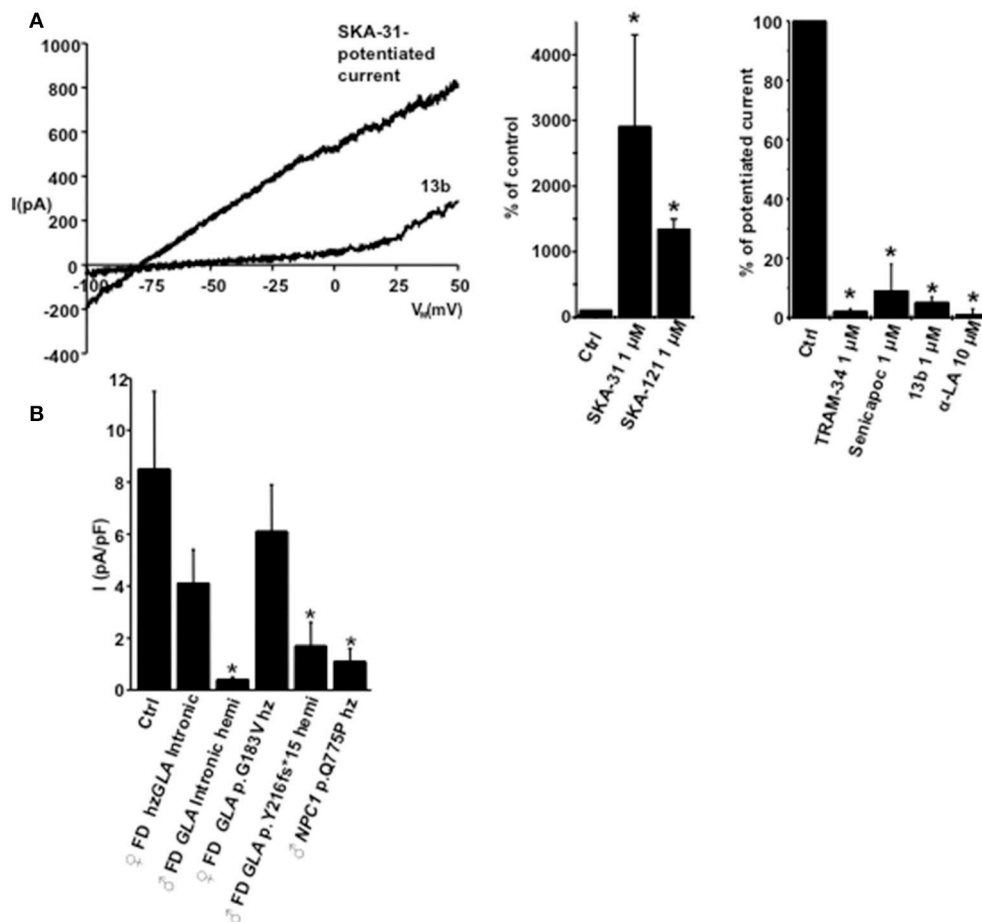 A
SKA-31-
potentiated
current
1000
800
600
400
200
0
-200
-400
I(pA)
13b
-100
-75
-50
-25
0
25
50
V_M(mV)
% of control
4000
3000
2000
1000
0
*
*
Ctrl
SKA-31 1 µM
SKA-121 1 µM
% of potentiated current
100
80
60
40
20
0
*
*
*
*
Ctrl
TRAM-34 1 µM
Senicapoc 1 µM
13b 1 µM
α-LA 10 µM
B
I (pA/pF)
12
10
8
6
4
2
0
*
*
*
Ctrl
♀ FD hzGLA Intronic
♂ FD GLA Intronic hemi
♀ FD GLA p.G183V hz
♂ FD GLA p.Y216fs*15 hemi
♂ NPC1 p.Q775P hz